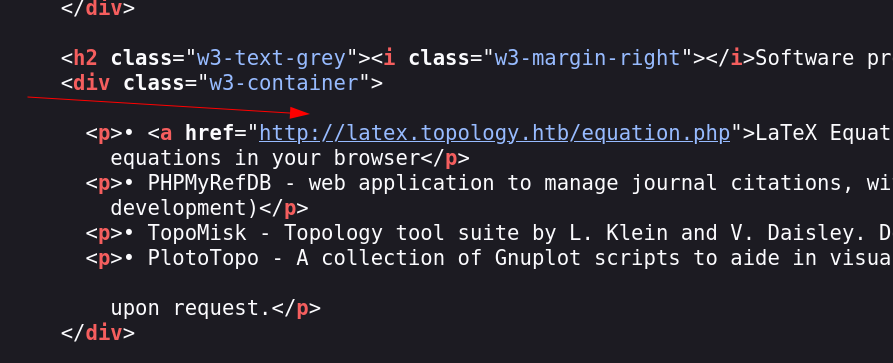 </div>
<h2 class="w3-text-grey"><i class="w3-margin-right"></i>Software pr
<div class="w3-container">
<p>• <a href="http://latex.topology.htb/equation.php">LaTeX Equat
equations in your browser</p>
<p>• PHPMyRefDB - web application to manage journal citations, wi
development)</p>
<p>• TopoMisk - Topology tool suite by L. Klein and V. Daisley. D
<p>• PlotoTopo - A collection of Gnuplot scripts to aide in visua
upon request.</p>
</div>